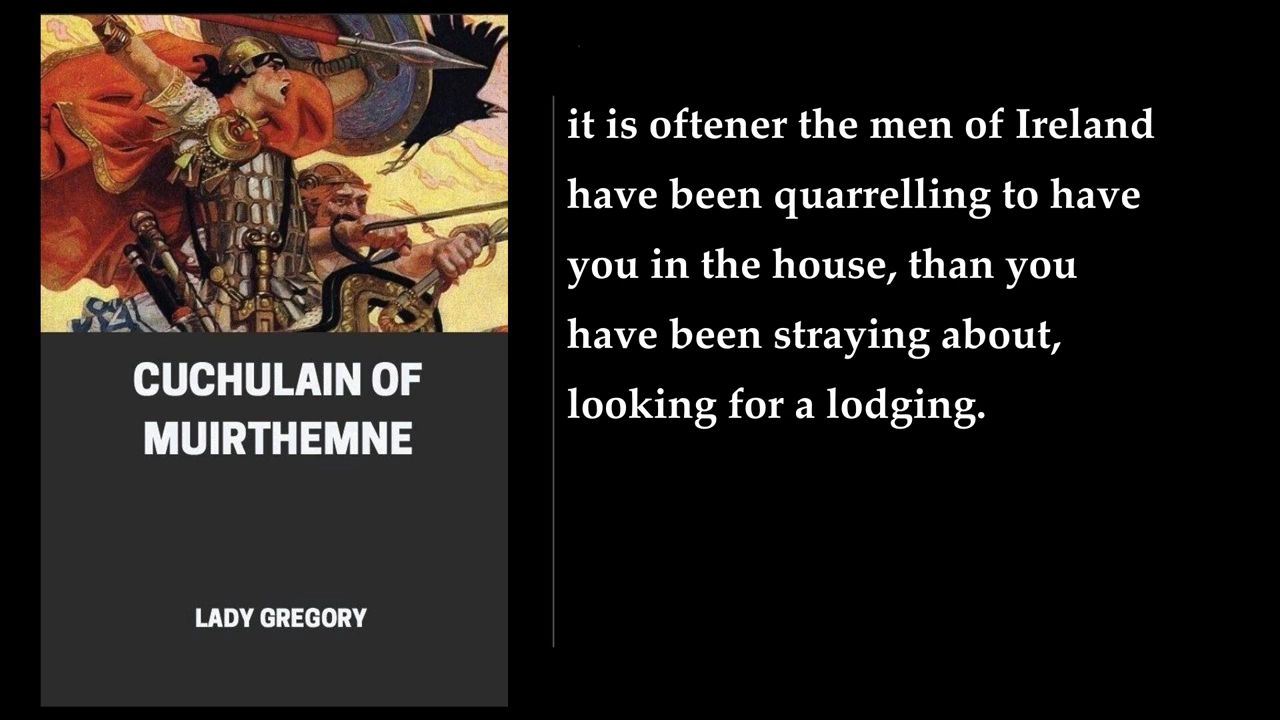 CUCHULAIN OF
MUIRTHEMNE
LADY GREGORY
it is oftener the men of Ireland
have been quarrelling to have
you in the house, than you
have been straying about,
looking for a lodging.